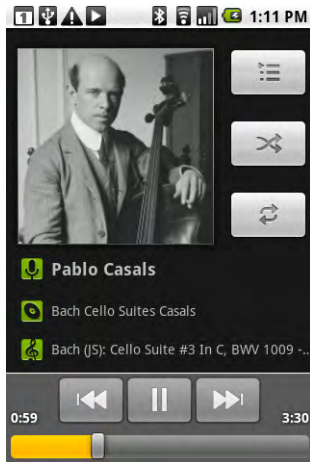 1:11 PM
Pablo Casals
Bach Cello Suites Casals
Bach (JS): Cello Suite #3 In C, BWV 1009 -..
0:59
3:30